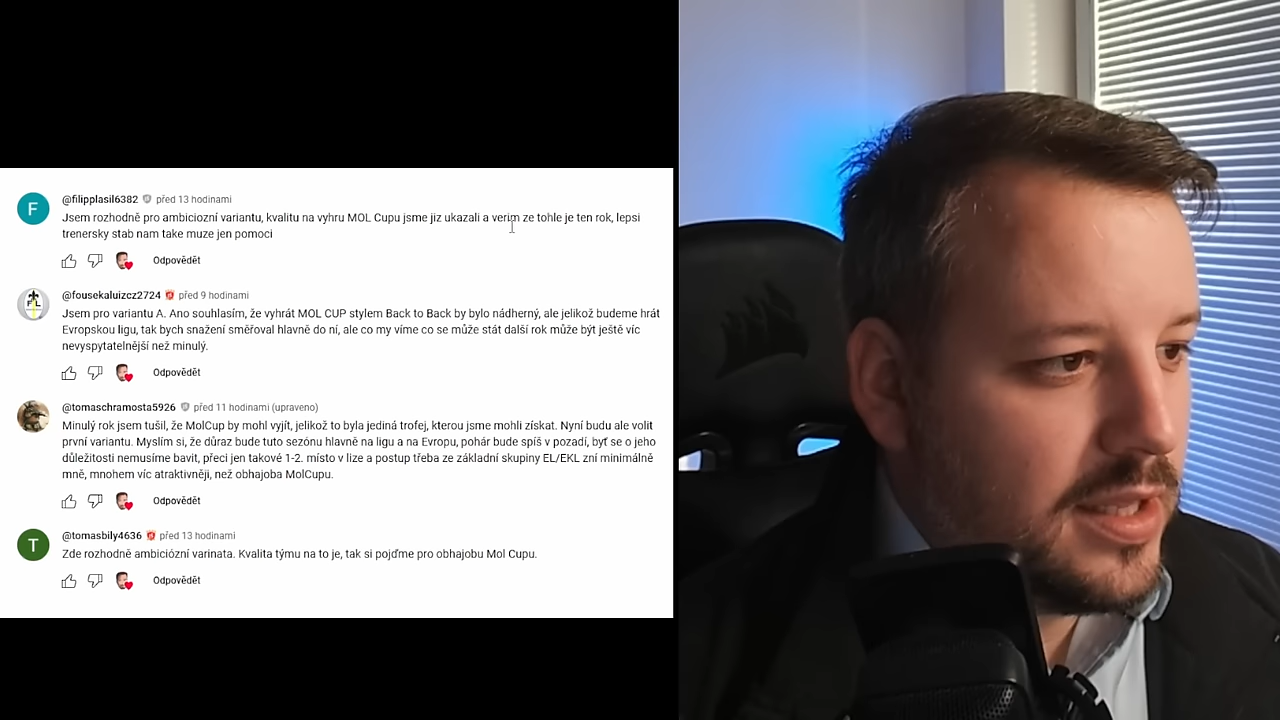 @filipplasil6382 před 13 hodinami
Jsem rozhodně pro ambiciozní variantu, kvalitu na vyhru MOL Cupu jsme jiz ukazali a verim ze tohle je ten rok, lepsi
trenersky stab nam take muze jen pomoci
Odpovědět
@fousekaluizcz2724 před 9 hodinami
Jsem pro variantu A. Ano souhlasím, že vyhrát MOL CUP stylem Back to Back by bylo nádherný, ale jelikož budeme hrát
Evropskou ligu, tak bych snažení směřoval hlavně do ní, ale co my víme co se může stát další rok může být ještě víc
nevyspytatelnější než minulý.
Odpovědět
@tomaschramosta5926 před 11 hodinami (upraveno)
Minulý rok jsem tušil, že MolCup by mohl vyjít, jelikož to byla jediná trofej, kterou jsme mohli získat. Nyní budu ale volit
první variantu. Myslím si, že důraz bude tuto sezónu hlavně na ligu a na Evropu, pohár bude spíš v pozadí, byť se o jeho
důležitosti nemusíme bavit, přeci jen takové 1-2. místo v lize a postup třeba ze základní skupiny EL/EKL zní minimálně
mně, mnohem víc atraktivněji, než obhajoba MolCupu.
Odpovědět
@tomasbily4636 před 13 hodinami
Zde rozhodně ambiciózní varinata. Kvalita týmu na to je, tak si pojďme pro obhajobu Mol Cupu.
Odpovědět
F
T